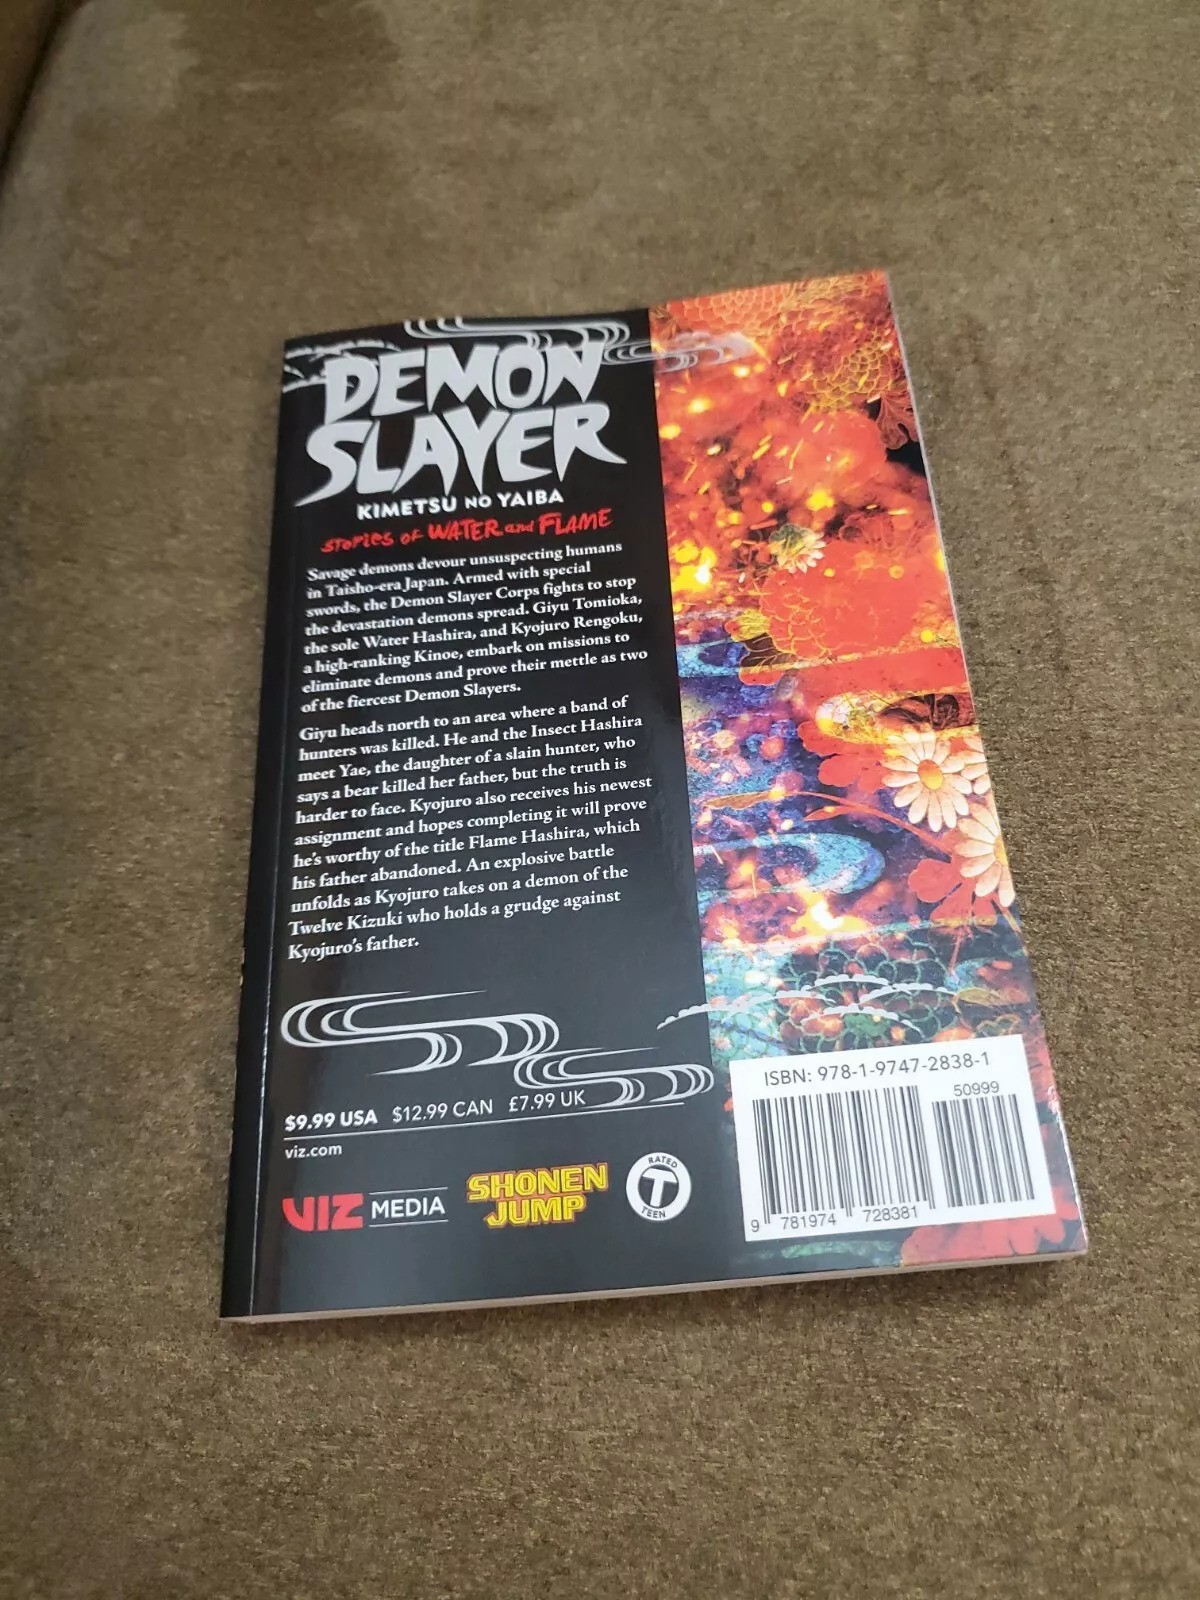 DEMON
SLAYER
KIMETSU NO YAIBA
STORIES OF WATER and FLAME
Savage demons devour unsuspecting humans
in Taisho-era Japan. Armed with special
swords, the Demon Slayer Corps fights to stop
the devastation demons spread. Giyu Tomioka,
the sole Water Hashira, and Kyojuro Rengoku,
a high-ranking Kinoe, embark on missions to
eliminate demons and prove their mettle as two
of the fiercest Demon Slayers.
Giyu heads north to an area where a band of
hunters was killed. He and the Insect Hashira
meet Yae, the daughter of a slain hunter, who
says a bear killed her father, but the truth is
harder to face. Kyojuro also receives his newest
assignment and hopes completing it will prove
he's worthy of the title Flame Hashira, which
his father abandoned. An explosive battle
unfolds as Kyojuro takes on a demon of the
Twelve Kizuki who holds a grudge against
Kyojuro's father.
$9.99 USA $12.99 CAN £7.99 UK
viz.com
VIZ MEDIA
SHONEN
JUMP
RATED
T
TEEN
ISBN: 978-1-9747-2838-1
50999
9 781974 728381